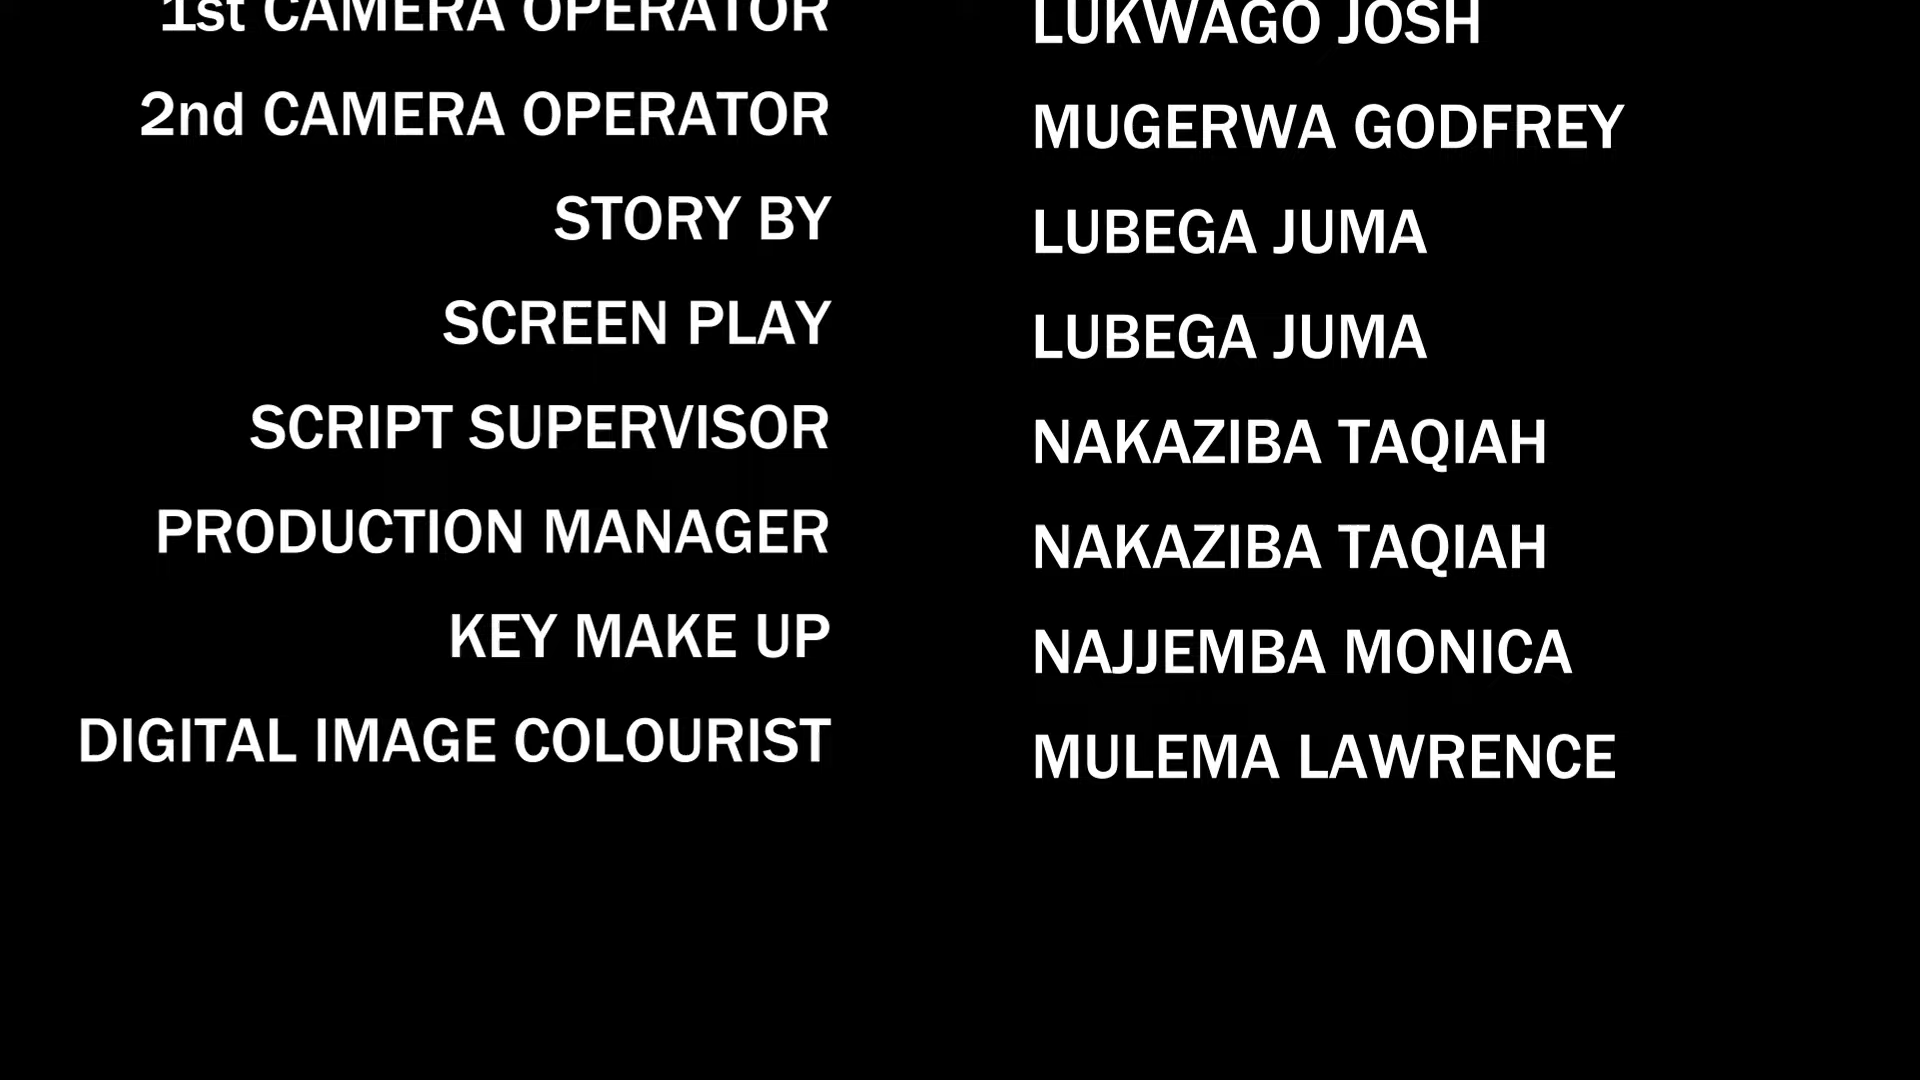 1st CAMERA OPERATOR LUKWAGO JOSH
2nd CAMERA OPERATOR MUGERWA GODFREY
STORY BY LUBEGA JUMA
SCREEN PLAY LUBEGA JUMA
SCRIPT SUPERVISOR NAKAZIBA TAQIAH
PRODUCTION MANAGER NAKAZIBA TAQIAH
KEY MAKE UP NAJJEMBA MONICA
DIGITAL IMAGE COLOURIST MULEMA LAWRENCE